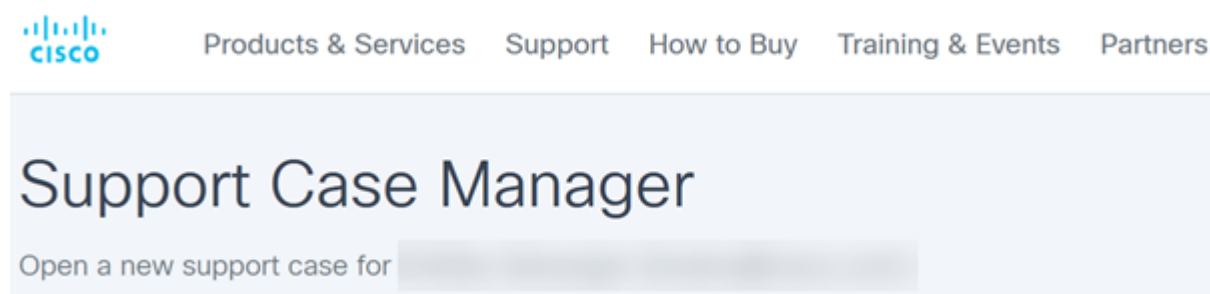 CISCO
Products & Services Support How to Buy Training & Events Partners
Support Case Manager
Open a new support case for